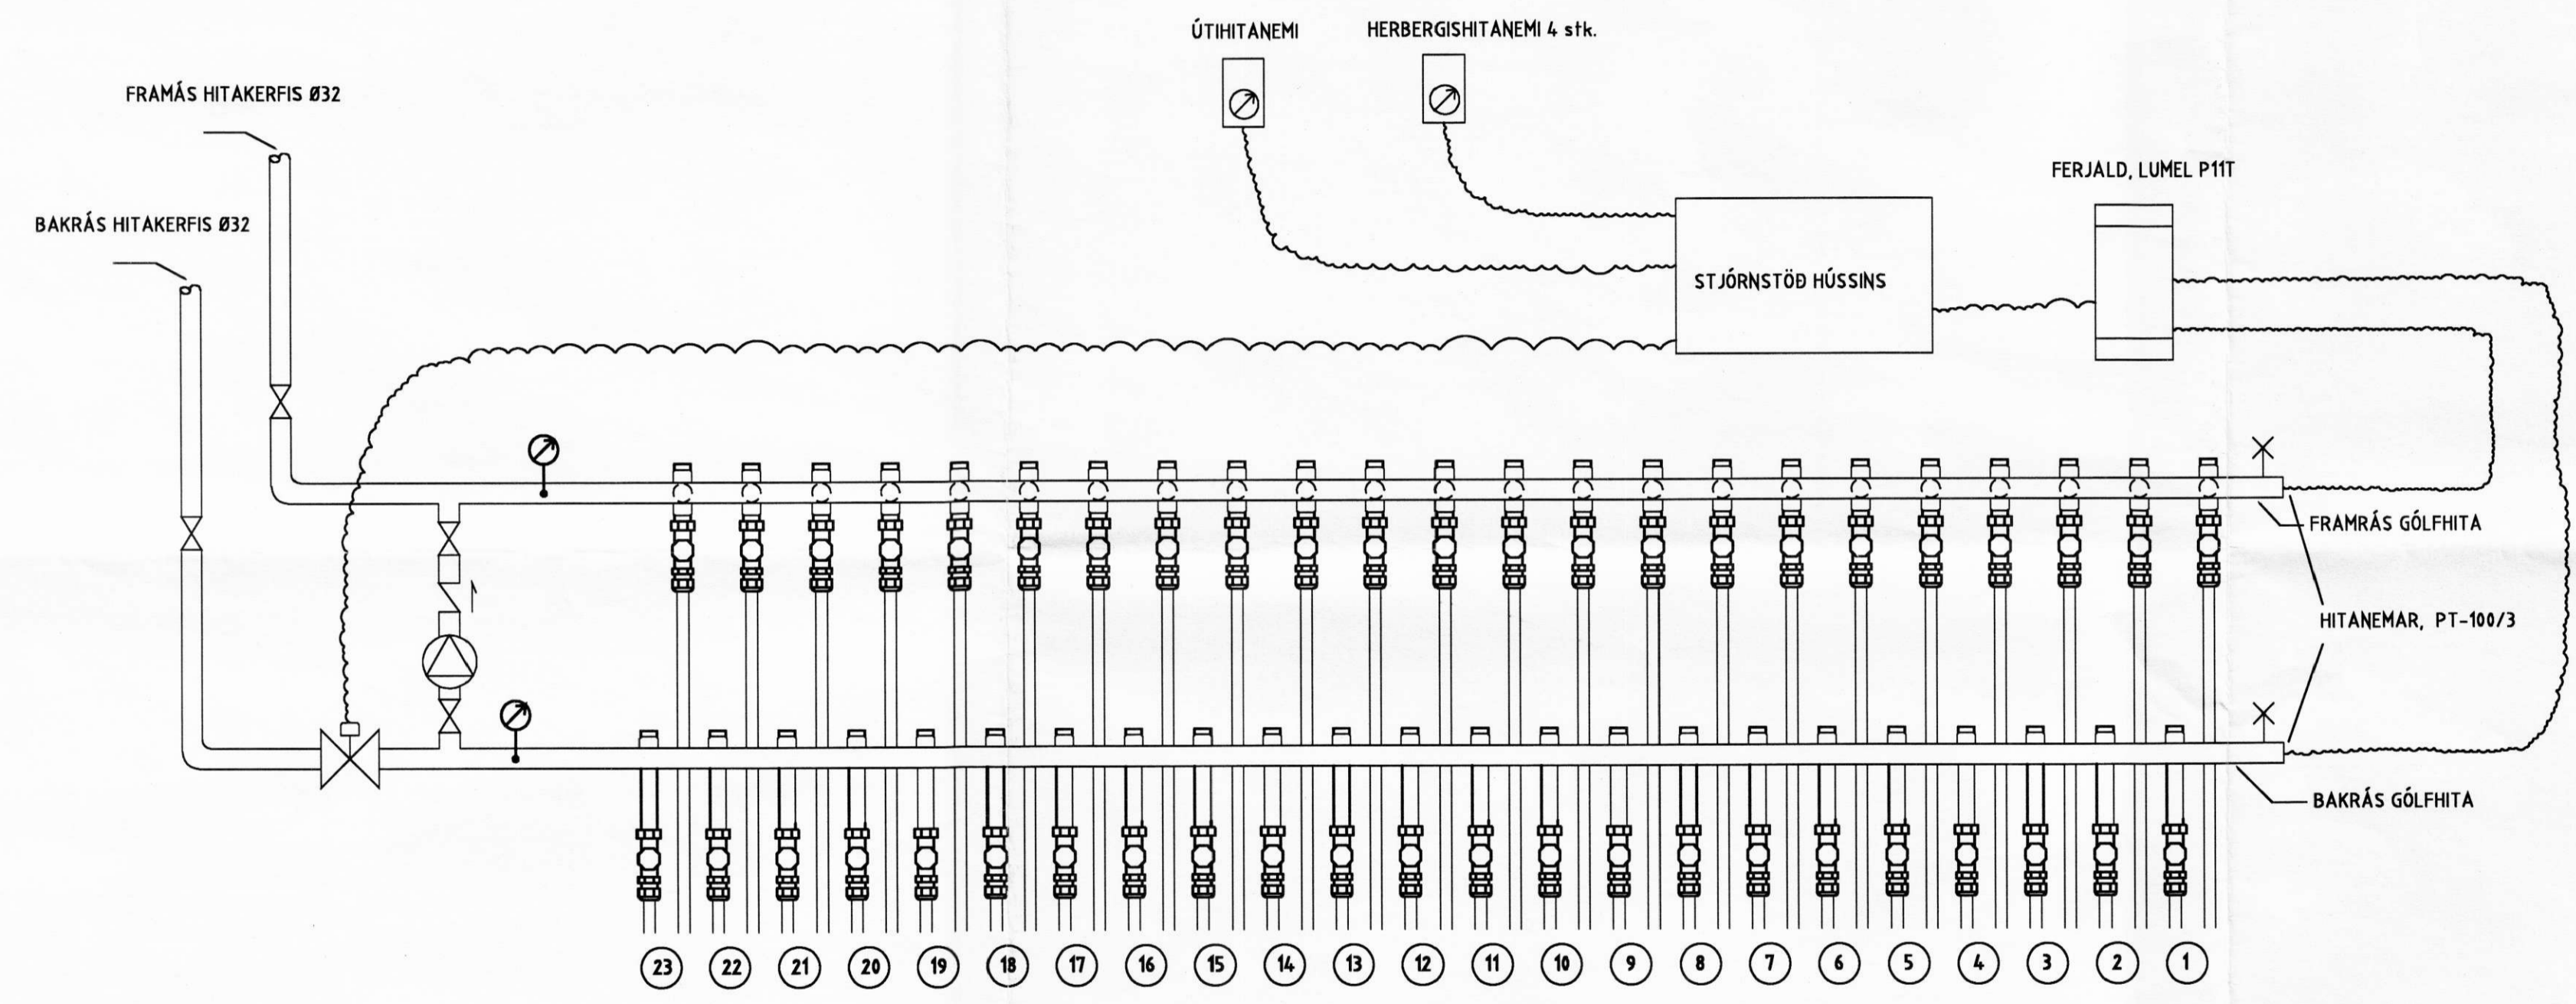 ÚTIHITANEMI
HERBERGISHITANEMI 4 stk.
FRAMÁS HITAKERFIS Ø32
FERJALD, LUMEL P11T
BAKRÁS HITAKERFIS Ø32
STJÓRNSTÖÐ HÚSSINS
FRAMRÁS GÓLFHITA
HITANEMAR, PT-100/3
BAKRÁS GÓLFHITA
23 22 21 20 19 18 17 16 15 14 13 12 11 10 9 8 7 6 5 4 3 2 1